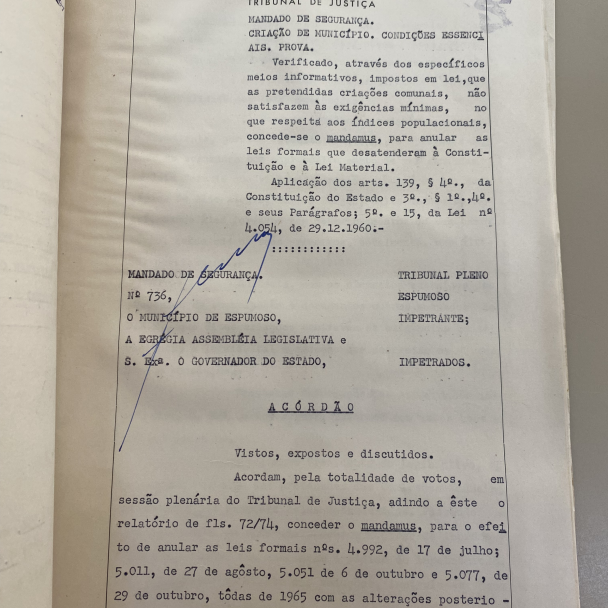 TRIBUNAL DE JUSTIÇA
MANDADO DE SEGURANÇA.
CRIAÇÃO DE MUNICÍPIO. CONDIÇÕES ESSENCI
AIS. PROVA.
Verificado, através dos específicos
meios informativos, impostos em lei,que
as pretendidas criações comunais, não
satisfazem às exigências mínimas, no
que respeita aos índices populacionais,
concede-se o mandamus, para anular as
leis formais que desatenderam à Consti-
tuição e à Lei Material.
Aplicação dos arts. 139, § 4º., da
Constituição do Estado e 3º., § 1º.,4º.
e seus Parágrafos; 5º. e 15, da Lei nº
4.054, de 29.12.1960.-
::::::::::::
MANDADO DE SEGURANÇA. TRIBUNAL PLENO
Nº 736, ESPUMOSO
O MUNICÍPIO DE ESPUMOSO, IMPETRANTE;
A EGRÉGIA ASSEMBLÉIA LEGISLATIVA e
S. Exa. O GOVERNADOR DO ESTADO, IMPETRADOS.
ACÓRDÃO
Vistos, expostos e discutidos.
Acordam, pela totalidade de votos, em
sessão plenária do Tribunal de Justiça, adindo a êste o
relatório de fls. 72/74, conceder o mandamus, para o efei
to de anular as leis formais nºs. 4.992, de 17 de julho;
5.011, de 27 de agôsto, 5.051 de 6 de outubro e 5.077, de
29 de outubro, tôdas de 1965 com as alterações posterio -